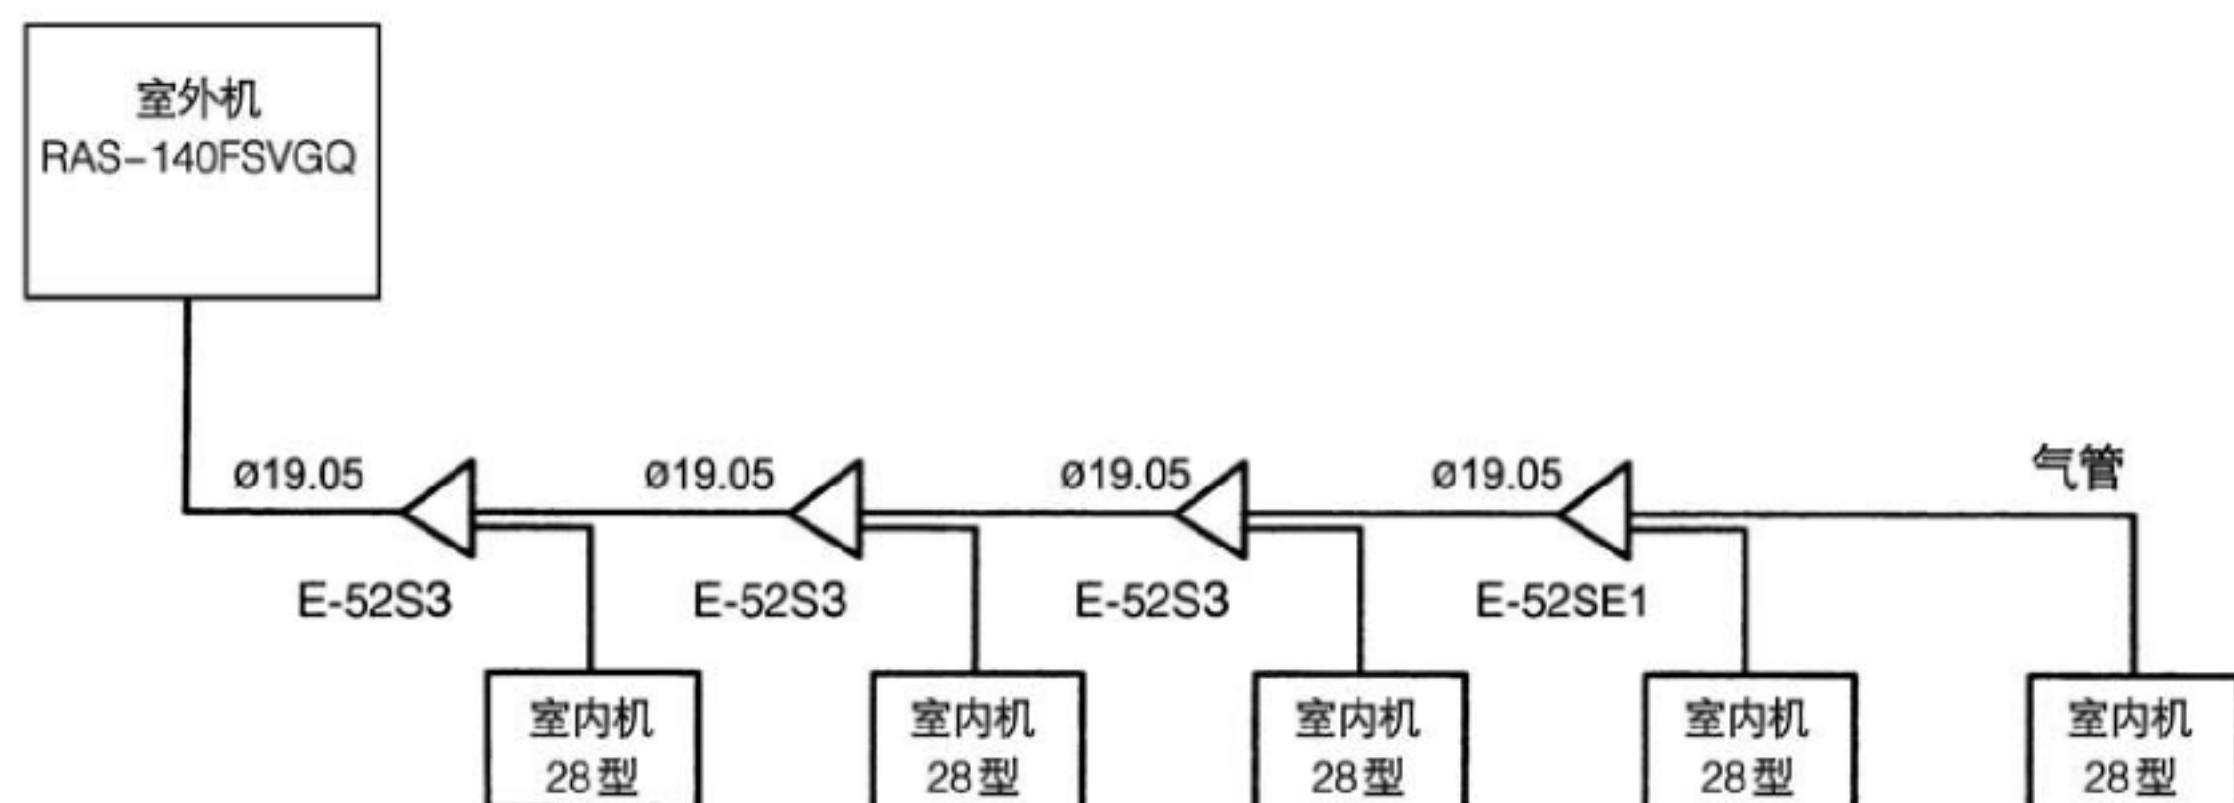 室外机
RAS-140FSVGQ
ø19.05
ø19.05
ø19.05
ø19.05
气管
E-52S3
E-52S3
E-52S3
E-52SE1
室内机
28型
室内机
28型
室内机
28型
室内机
28型
室内机
28型